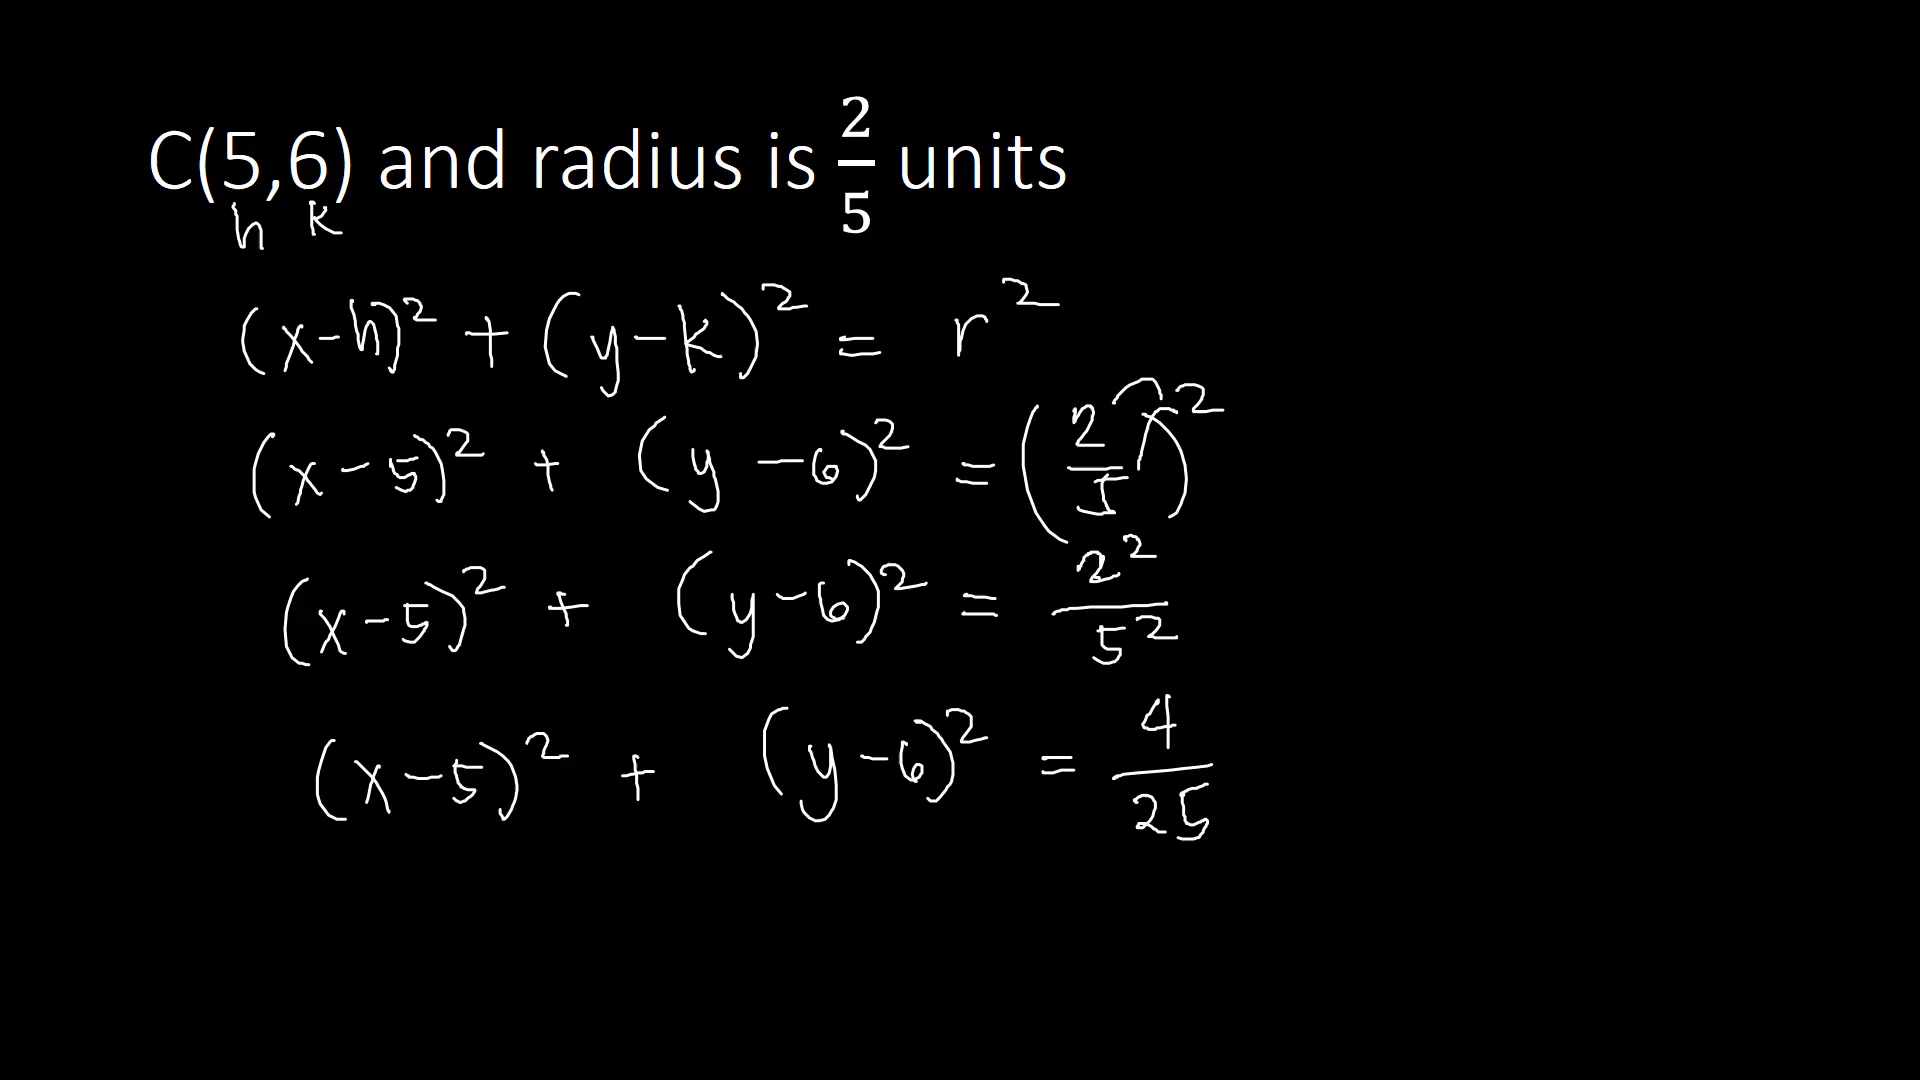 C(5,6) and radius is 2/5 units
h k
(x-h)² + (y-k)² = r²
(x-5)² + (y-6)² = (2/5)²
(x-5)² + (y-6)² = 2²/5²
(x-5)² + (y-6)² = 4/25